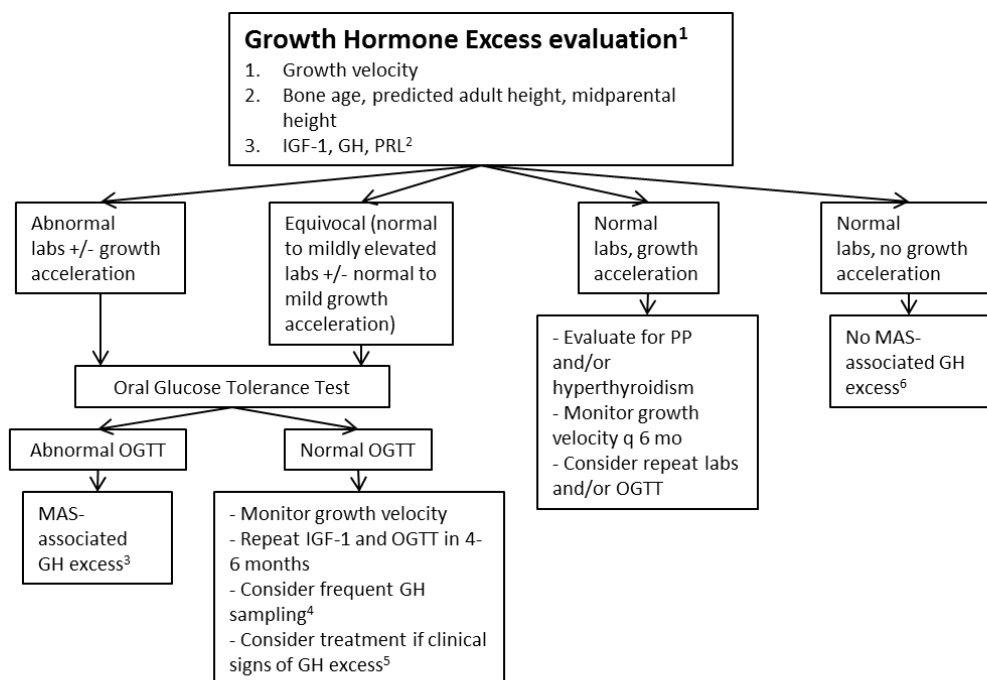 Growth Hormone Excess evaluation¹
1. Growth velocity
2. Bone age, predicted adult height, midparental
height
3. IGF-1, GH, PRL²
Abnormal
labs +/- growth
acceleration
Equivocal (normal
to mildly elevated
labs +/- normal to
mild growth
acceleration)
Normal
labs, growth
acceleration
Normal
labs, no growth
acceleration
Oral Glucose Tolerance Test
- Evaluate for PP
and/or
hyperthyroidism
- Monitor growth
velocity q 6 mo
- Consider repeat labs
and/or OGTT
No MAS-
associated GH
excess⁶
Abnormal OGTT
Normal OGTT
MAS-
associated
GH excess³
- Monitor growth velocity
- Repeat IGF-1 and OGTT in 4-
6 months
- Consider frequent GH
sampling⁴
- Consider treatment if clinical
signs of GH excess⁵